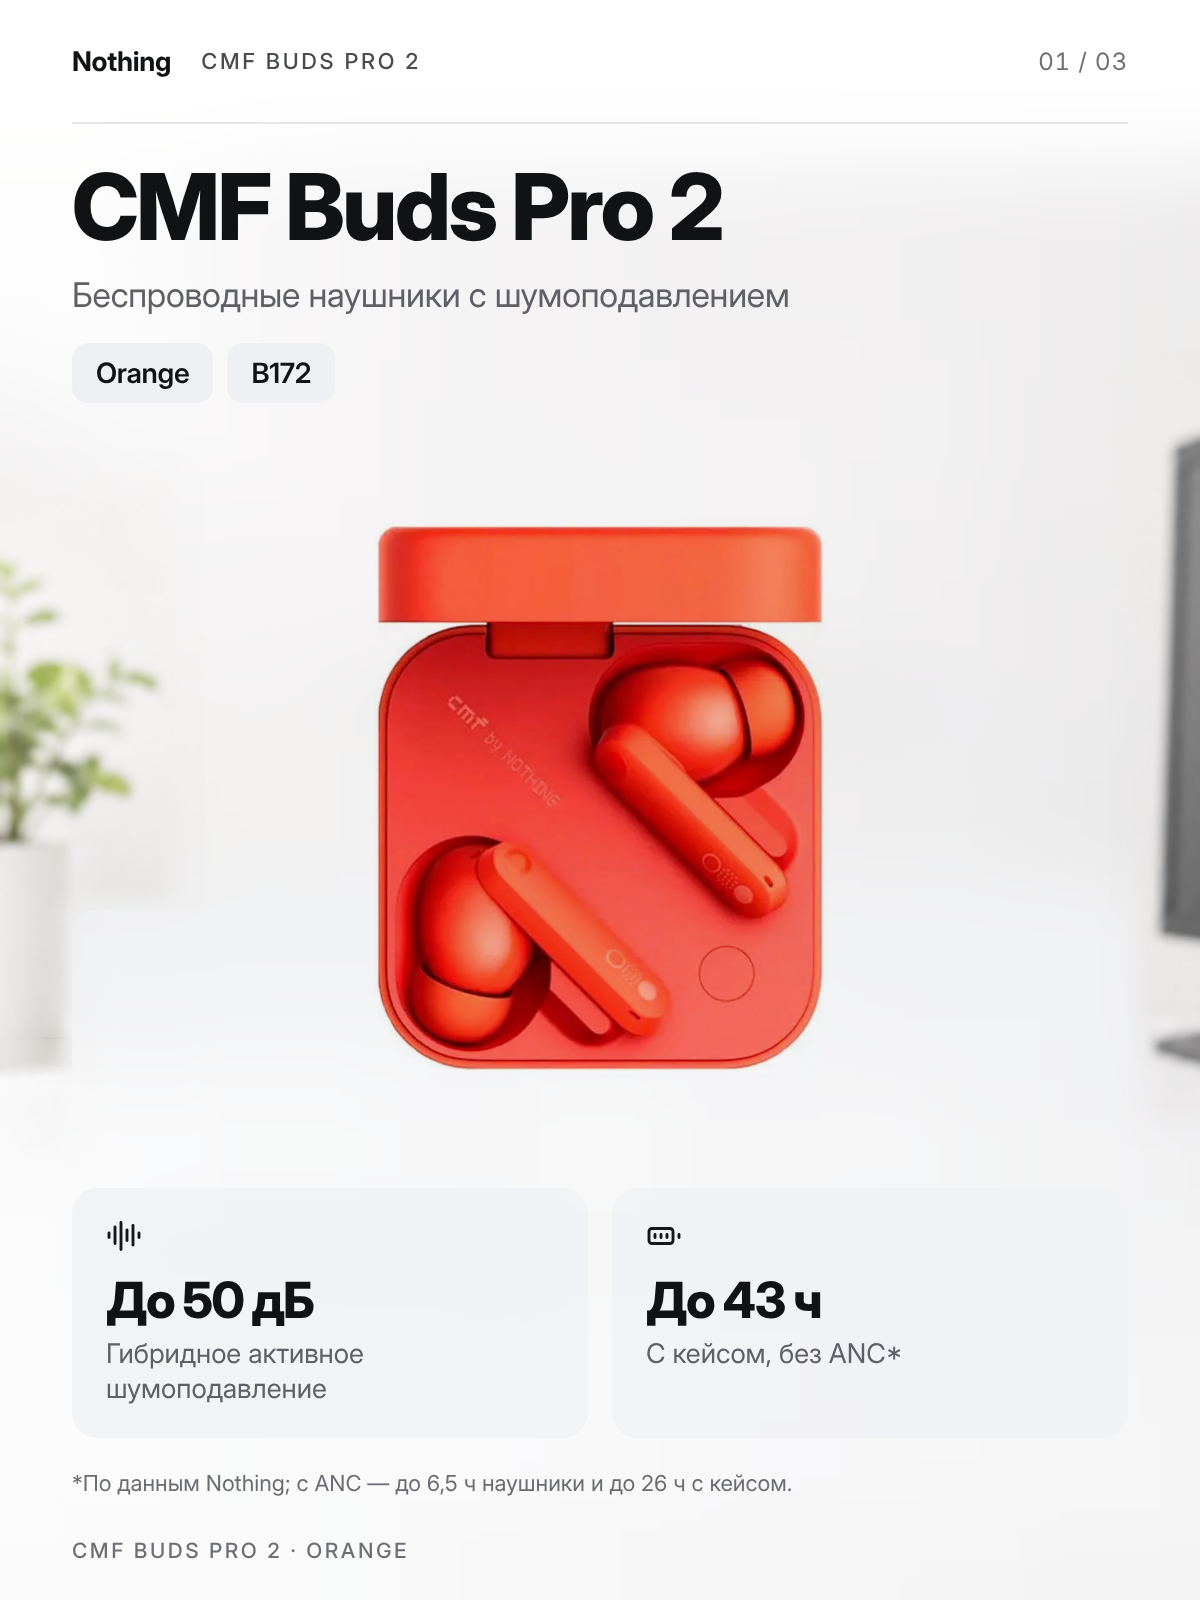 Nothing CMF BUDS PRO 2 01 / 03
CMF Buds Pro 2
Беспроводные наушники с шумоподавлением
Orange B172
cmf by NOTHING
До 50 дБ
Гибридное активное
шумоподавление
До 43 ч
С кейсом, без ANC*
*По данным Nothing; с ANC — до 6,5 ч наушники и до 26 ч с кейсом.
CMF BUDS PRO 2 · ORANGE